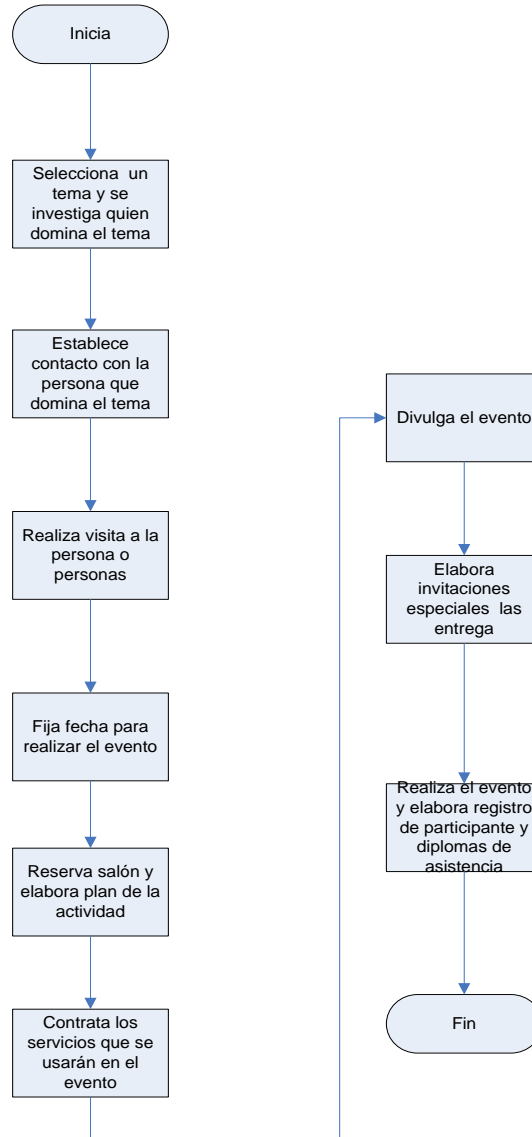 Inicia
Selecciona un
tema y se
investiga quien
domina el tema
Establece
contacto con la
persona que
domina el tema
Realiza visita a la
persona o
personas
Fija fecha para
realizar el evento
Reserva salón y
elabora plan de la
actividad
Contrata los
servicios que se
usarán en el
evento
Divulga el evento
Elabora
invitaciones
especiales las
entrega
Realiza el evento
y elabora registro
de participante y
diplomas de
asistencia
Fin